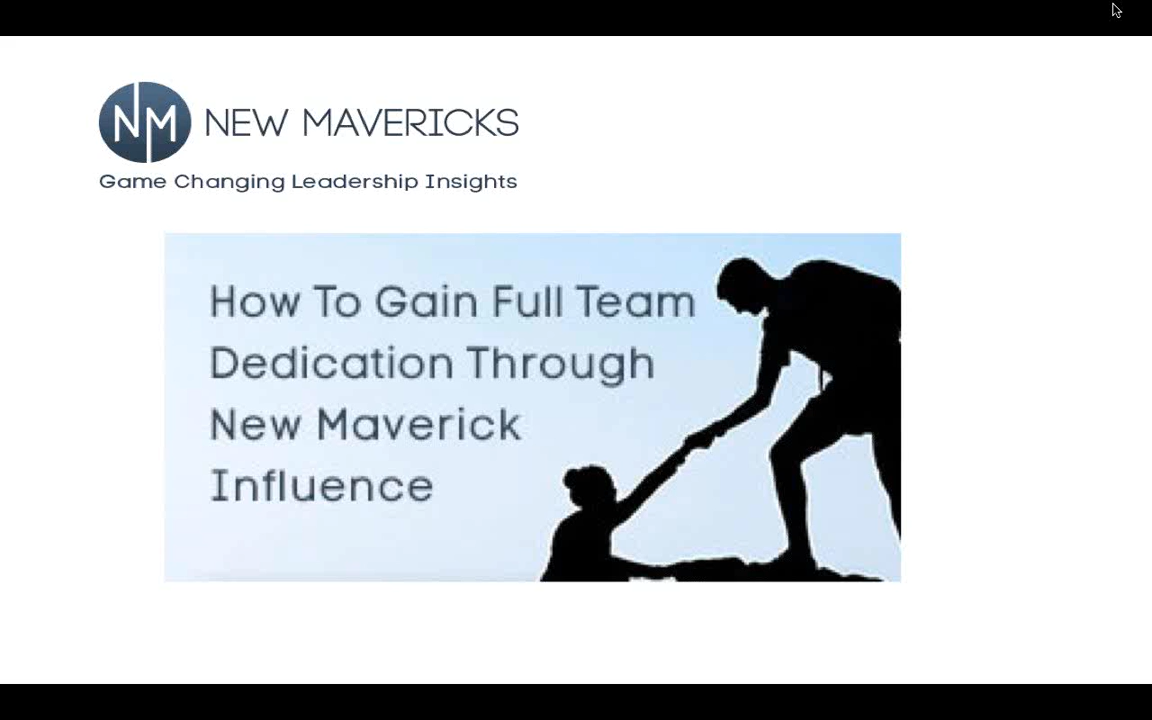 NM NEW MAVERICKS
Game Changing Leadership Insights
How To Gain Full Team
Dedication Through
New Maverick
Influence